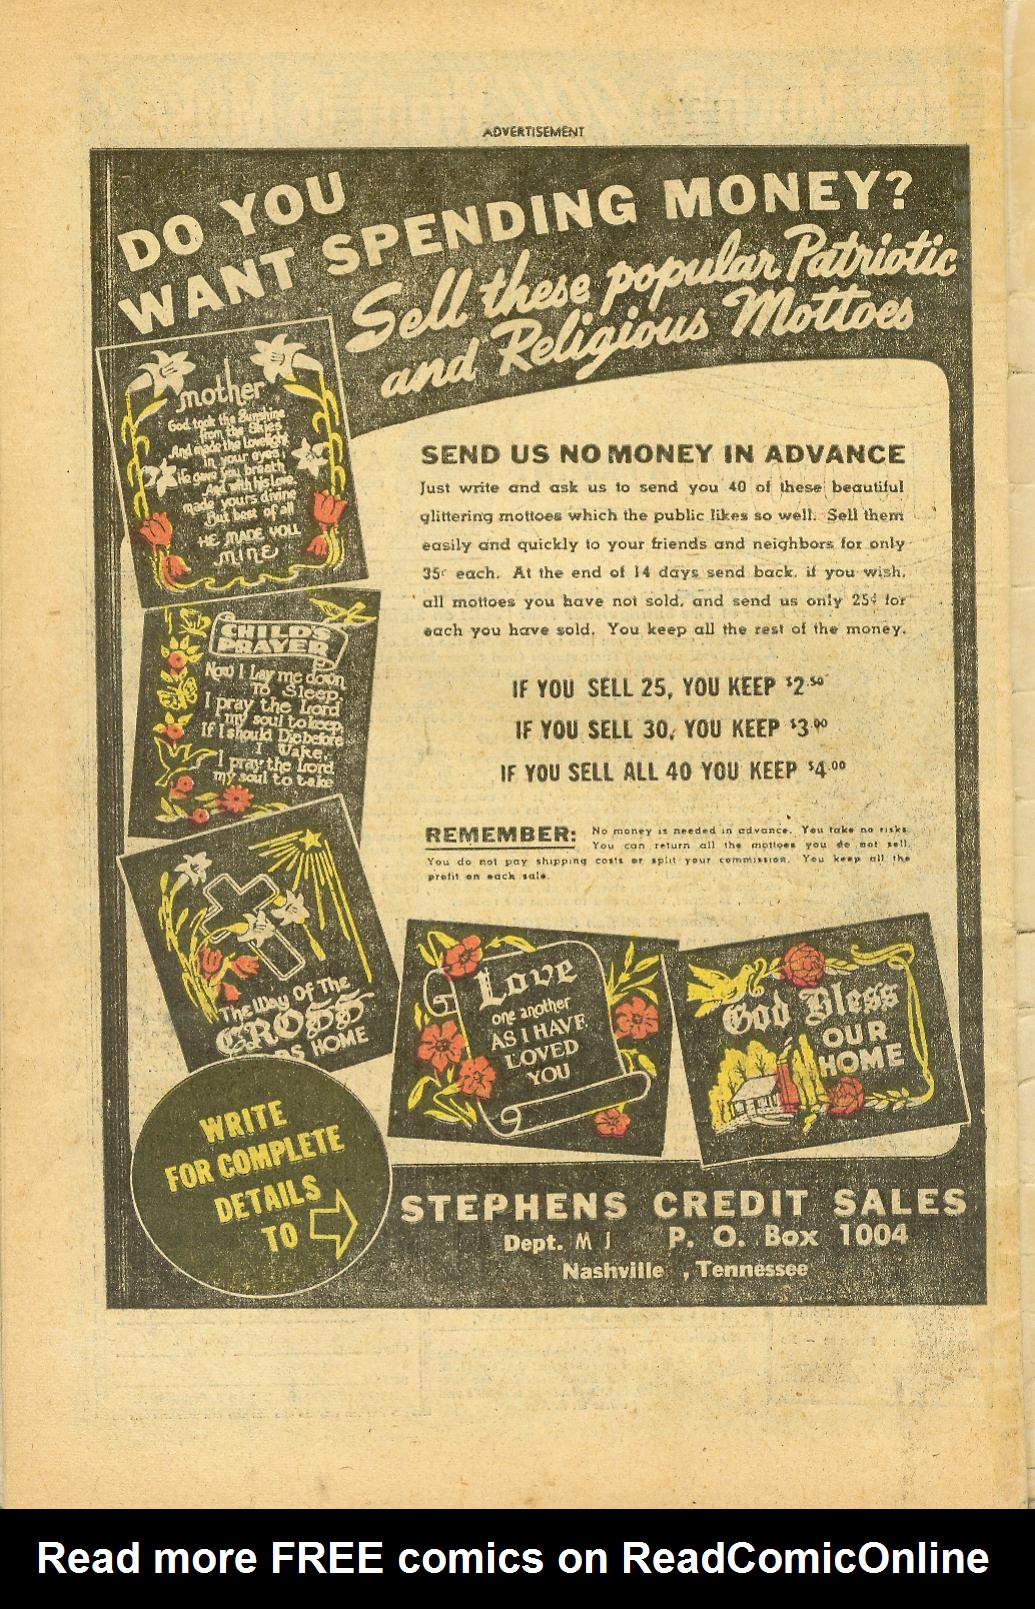 ADVERTISEMENT
DO YOU
WANT SPENDING MONEY?
Sell these popular Patriotic
and Religious Mottoes
mother
God took the Sunshine
from the Skies
And made the Lovelight
in your eyes
To give you breath
And with his Love
made yours divine
But best of all
HE MADE YOU
MINE
CHILD'S
PRAYER
Now I Lay me down
To Sleep,
I pray the Lord
my soul to keep,
If I should Die before
I Wake,
I pray the Lord
my soul to take
The Way Of The
CROSS
HOME
SEND US NO MONEY IN ADVANCE
Just write and ask us to send you 40 of these beautiful
glittering mottoes which the public likes so well. Sell them
easily and quickly to your friends and neighbors for only
35¢ each. At the end of 14 days send back, if you wish,
all mottoes you have not sold, and send us only 25¢ for
each you have sold. You keep all the rest of the money.
IF YOU SELL 25, YOU KEEP $2.50
IF YOU SELL 30, YOU KEEP $3.00
IF YOU SELL ALL 40 YOU KEEP $4.00
REMEMBER: No money is needed in advance. You take no risks.
You can return all the mottoes you do not sell.
You do not pay shipping costs or split your commission. You keep all the
profit on each sale.
Love
one another
AS I HAVE
LOVED
YOU
God Bless
OUR
HOME
WRITE
FOR COMPLETE
DETAILS
TO
STEPHENS CREDIT SALES
Dept. M J P. O. Box 1004
Nashville, Tennessee
Read more FREE comics on ReadComicOnline